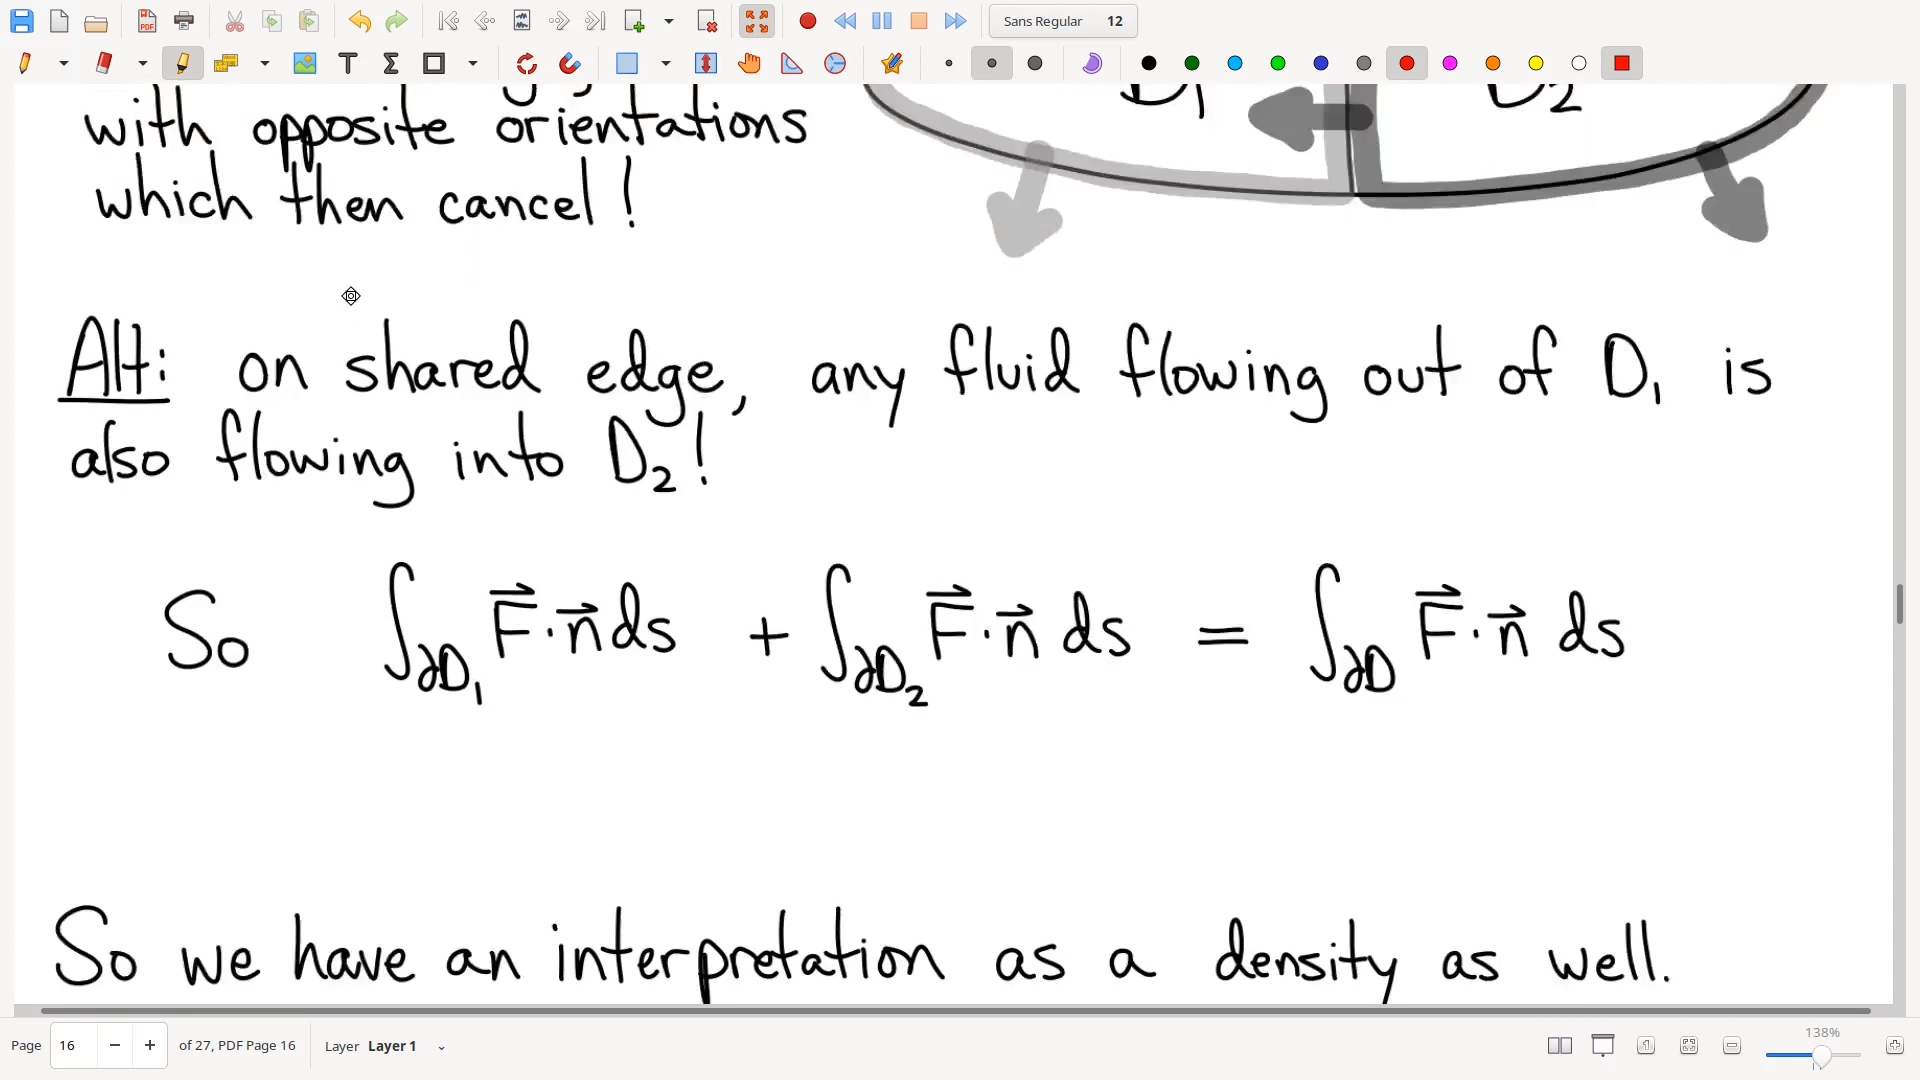 Sans Regular 12
D₁ D₂
with opposite orientations
which then cancel!
Alt: on shared edge, any fluid flowing out of D₁ is
also flowing into D₂!
So ∫_∂D₁ F⃗·n⃗ ds + ∫_∂D₂ F⃗·n⃗ ds = ∫_∂D F⃗·n⃗ ds
So we have an interpretation as a density as well.
138%
Page 16 of 27, PDF Page 16 Layer Layer 1